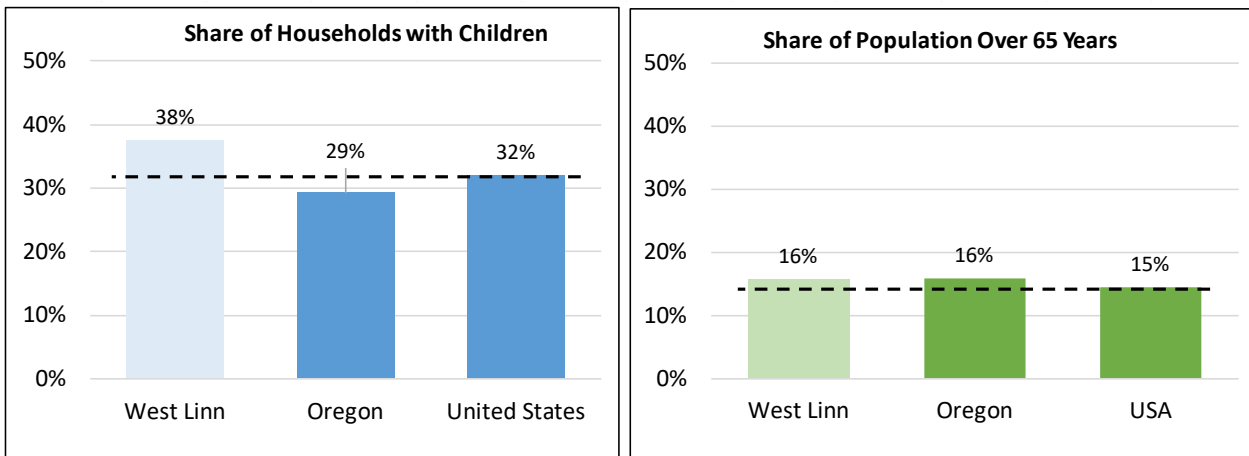 Share of Households with Children
50%
40%
30%
20%
10%
0%
38%
29%
32%
West Linn
Oregon
United States
Share of Population Over 65 Years
50%
40%
30%
20%
10%
0%
16%
16%
15%
West Linn
Oregon
USA